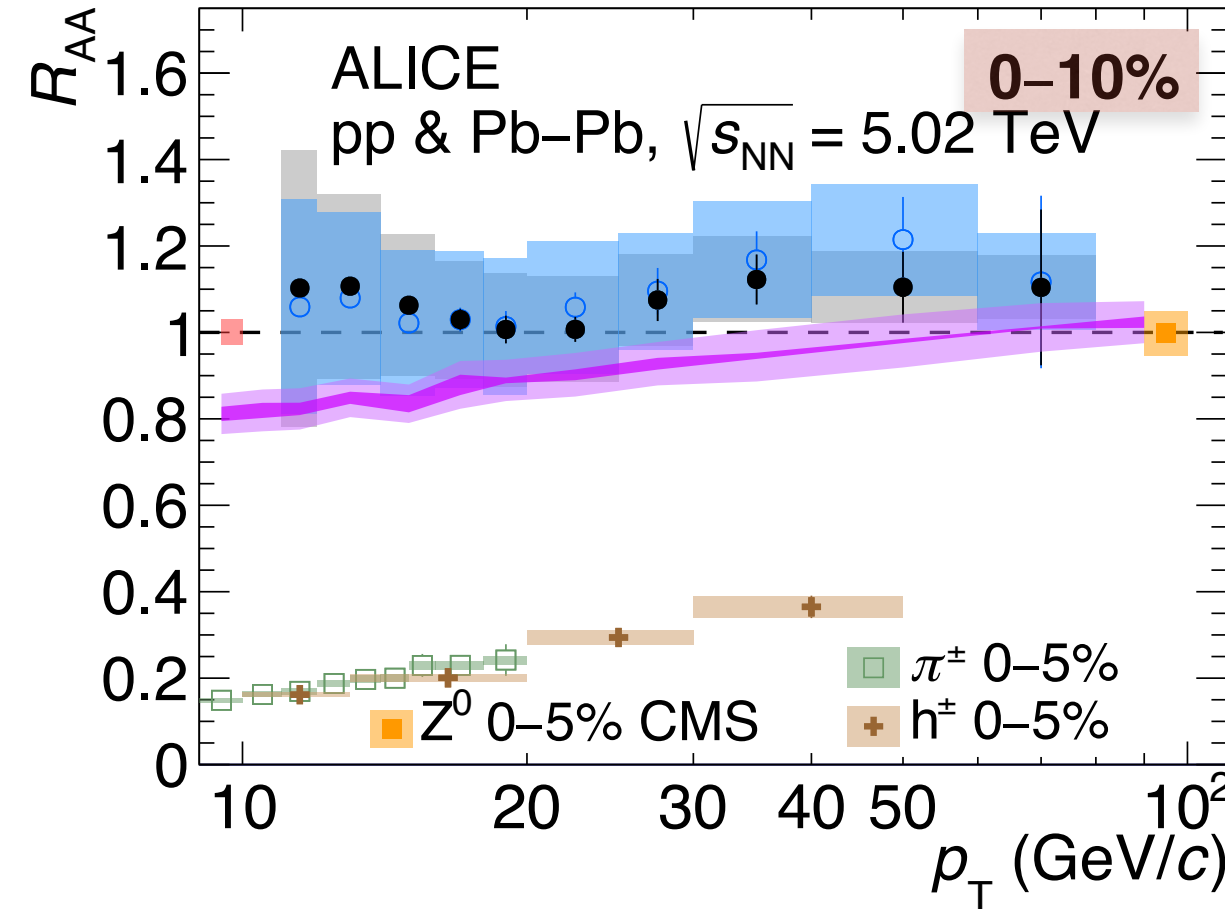 R_AA
ALICE
0–10%
pp & Pb–Pb, √s_NN = 5.02 TeV
1.6
1.4
1.2
1
0.8
0.6
0.4
0.2
0
π± 0–5%
Z⁰ 0–5% CMS
h± 0–5%
10 20 30 40 50 10²
p_T (GeV/c)